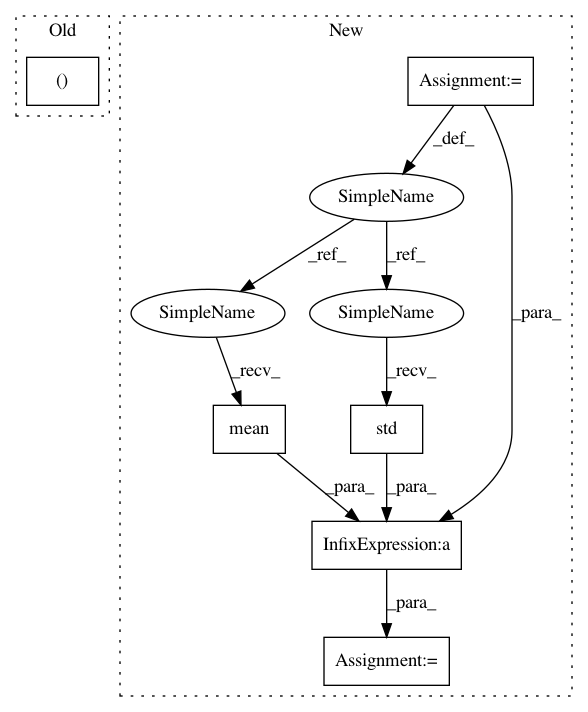 Old
New
()
Assignment:=
_def_
SimpleName
_ref_
_ref_
SimpleName
SimpleName
_para_
_recv_
_recv_
mean
std
_para_
_para_
InfixExpression:a
_para_
Assignment:=